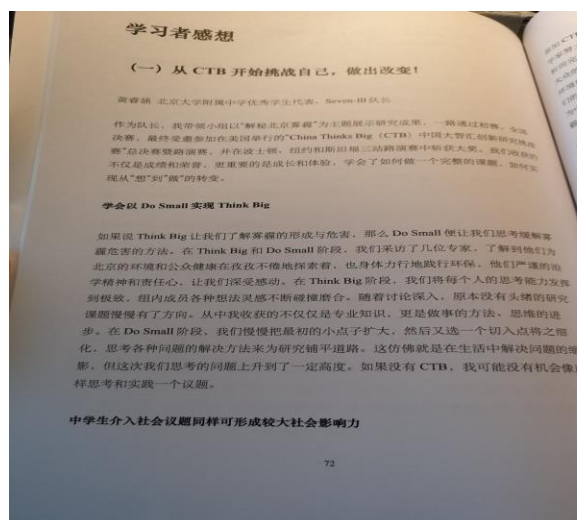 学习者感想
（一）从 CTB 开始挑战自己，做出改变！
黄睿涵 北京大学附属中学优秀学生代表，Seven-III 队长
作为队长，我带领小组以“解秘北京雾霾”为主题展示研究成果，一路通过初赛、全国
决赛，最终受邀参加在美国举行的“China Thinks Big（CTB）中国大智汇创新研究挑战
赛”总决赛暨路演赛，并在波士顿、纽约和斯坦福三站路演赛中斩获大奖。我们收获的
不仅是成绩和荣誉，更重要的是成长和体验，学会了如何做一个完整的课题，如何实
现从“想”到“做”的转变。
学会以 Do Small 实现 Think Big
如果说 Think Big 让我们了解雾霾的形成与危害，那么 Do Small 便让我们思考缓解雾
霾危害的方法。在 Think Big 和 Do Small 阶段，我们采访了几位专家，了解到他们为
北京的环境和公众健康在孜孜不倦地探索着，也身体力行地践行环保，他们严谨的治
学精神和责任心，让我们深受感动。在 Think Big 阶段，我们将每个人的思考能力发挥
到极致，组内成员各种想法灵感不断碰撞磨合。随着讨论深入，原本没有头绪的研究
课题慢慢有了方向。从中我收获的不仅仅是专业知识，更是做事的方法、思维的进
步。在 Do Small 阶段，我们慢慢把最初的小点子扩大，然后又选一个切入点将之细
化，思考各种问题的解决方法来为研究铺平道路。这仿佛就是在生活中解决问题的缩
影，但这次我们思考的问题上升到了一定高度。如果没有 CTB，我可能没有机会像这
样思考和实践一个议题。
中学生介入社会议题同样可形成较大社会影响力
72